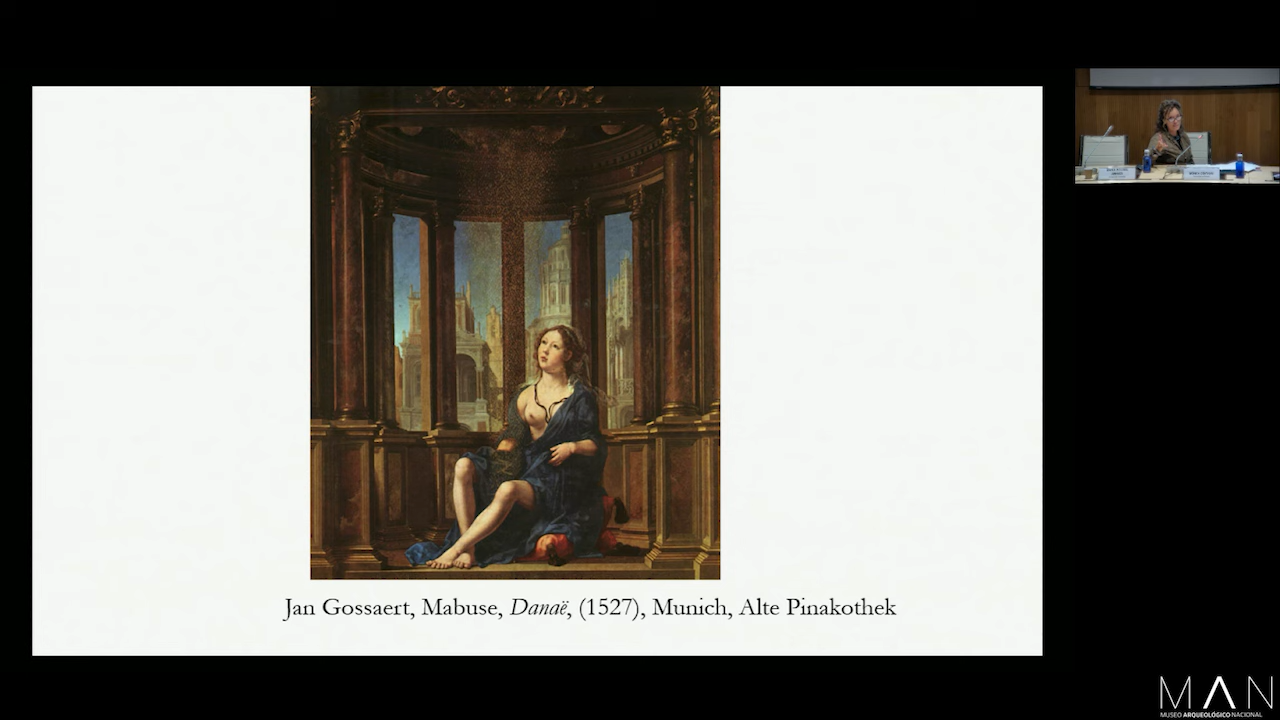 Jan Gossaert, Mabuse, Danaë, (1527), Munich, Alte Pinakothek
MAN
MUSEO ARQUEOLÓGICO NACIONAL